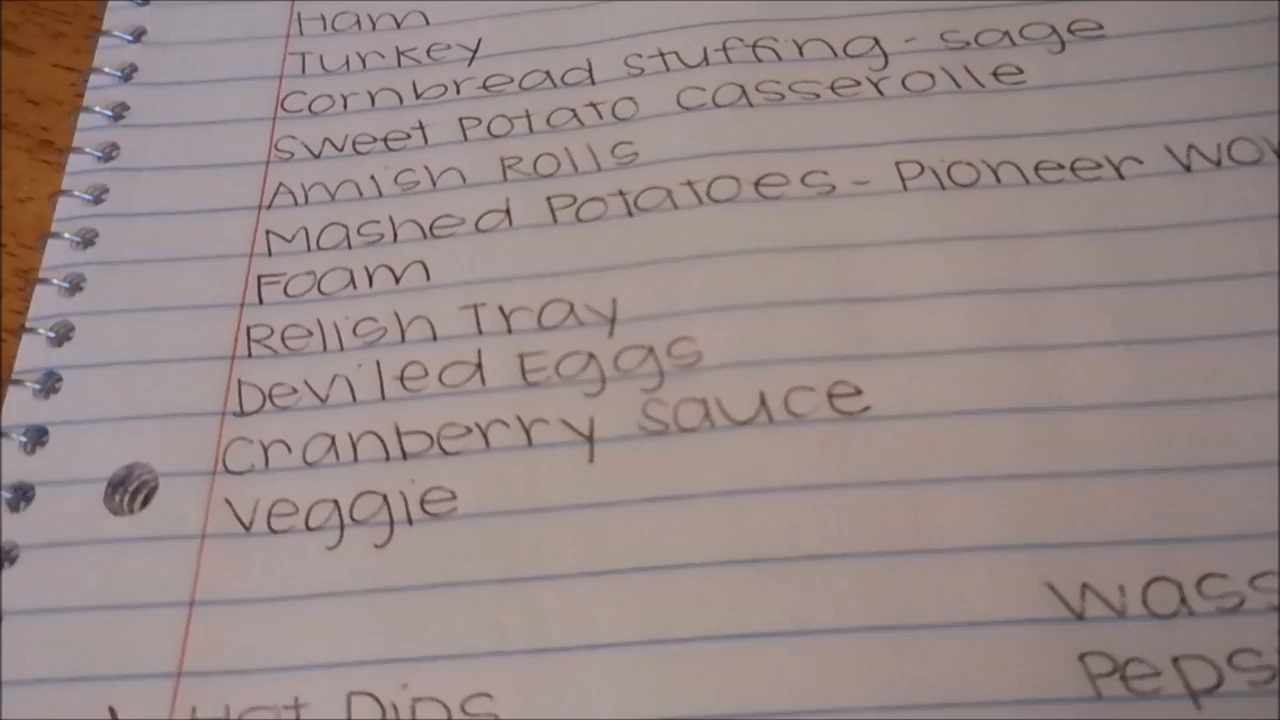 Ham
Turkey
Cornbread stuffing - sage
Sweet Potato Casserolle
Amish Rolls
Mashed Potatoes - Pioneer
Foam
Relish Tray
Deviled Eggs
Cranberry Sauce
Veggie
Hot Dips